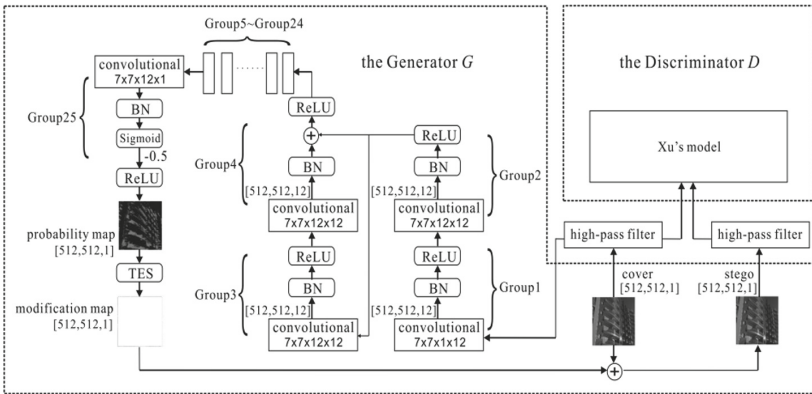 Group5~Group24
the Generator G
the Discriminator D
convolutional
7x7x12x1
BN
Group25
Sigmoid
-0.5
ReLU
probability map
[512,512,1]
TES
modification map
[512,512,1]
ReLU
Group4
BN
[512,512,12]
convolutional
7x7x12x12
ReLU
Group3
BN
[512,512,12]
convolutional
7x7x12x12
ReLU
Group2
BN
[512,512,12]
convolutional
7x7x12x12
ReLU
Group1
BN
[512,512,12]
convolutional
7x7x1x12
Xu's model
high-pass filter
high-pass filter
cover
[512,512,1]
stego
[512,512,1]